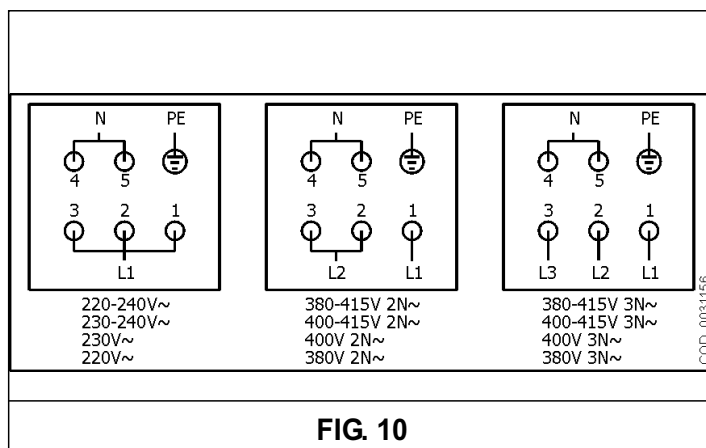 N PE
4 5
3 2 1
L1
220-240V~
230-240V~
230V~
220V~
N PE
4 5
3 2 1
L2 L1
380-415V 2N~
400-415V 2N~
400V 2N~
380V 2N~
N PE
4 5
3 2 1
L3 L2 L1
380-415V 3N~
400-415V 3N~
400V 3N~
380V 3N~
COD. 0031156
FIG. 10